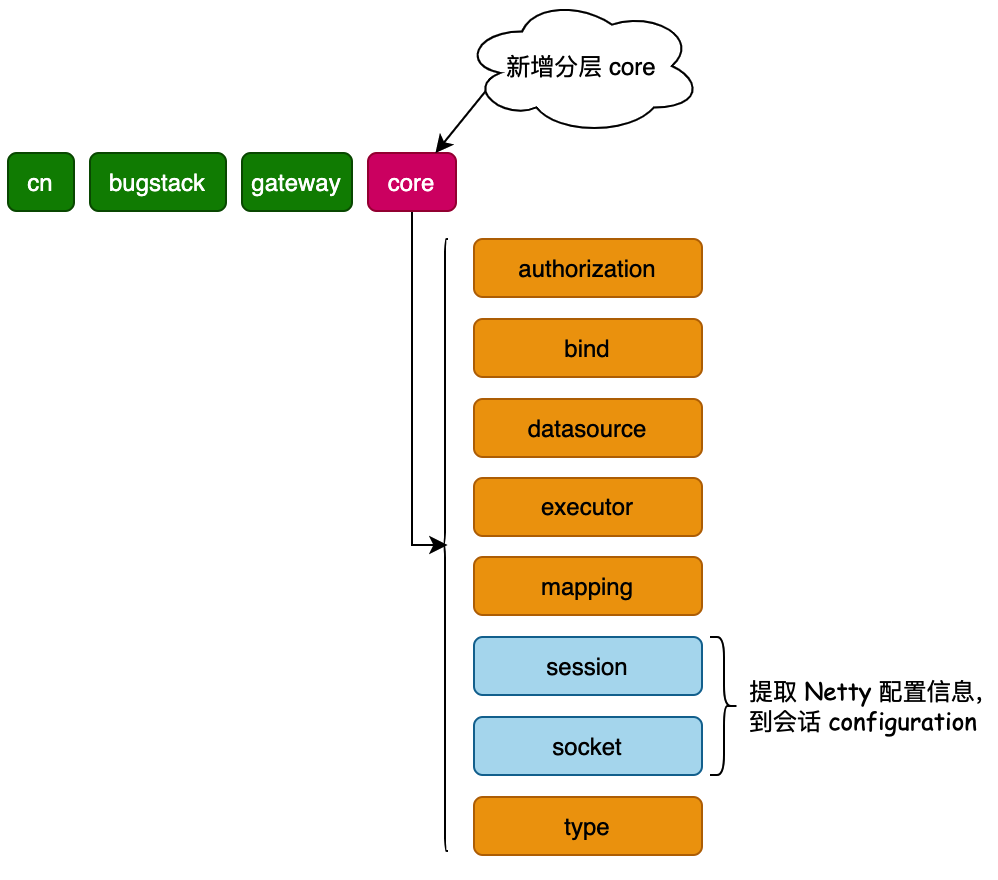 新增分层 core
cn
bugstack
gateway
core
authorization
bind
datasource
executor
mapping
session
socket
提取 Netty 配置信息,
到会话 configuration
type